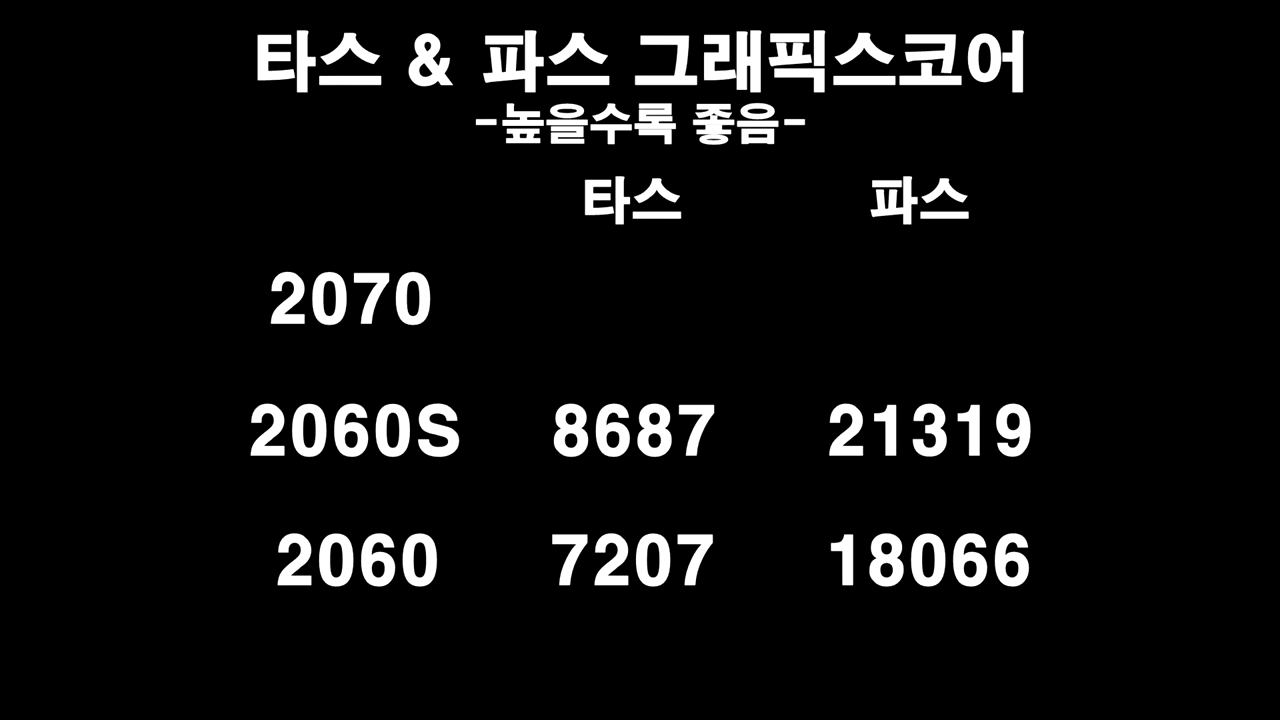 타스 & 파스 그래픽스코어
-높을수록 좋음-
타스 파스
2070
2060S 8687 21319
2060 7207 18066